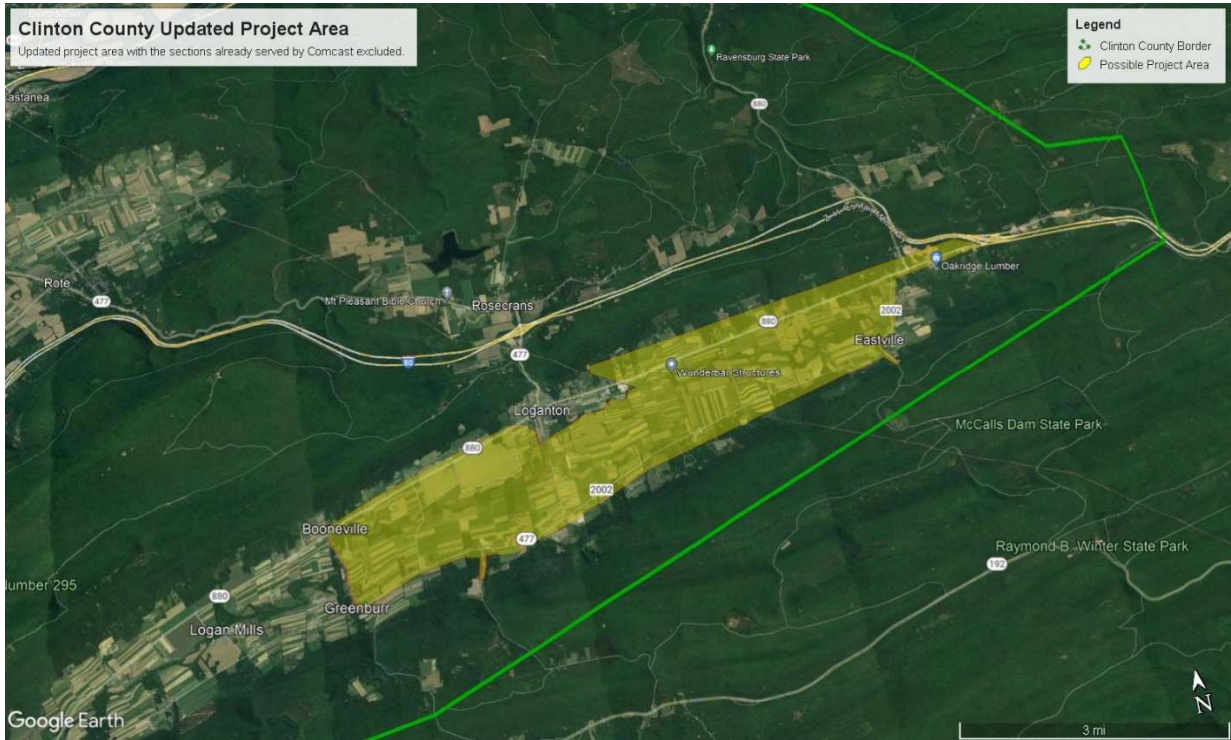 Clinton County Updated Project Area
Updated project area with the sections already served by Comcast excluded.
Legend
Clinton County Border
Possible Project Area
Ravensburg State Park
880
Castanea
Oakridge Lumber
Rote
477
Mt Pleasant Bible Church
Rosecrans
2002
880
Eastville
477
80
Wunderbar Structures
Loganton
McCalls Dam State Park
880
2002
Booneville
477
Raymond B. Winter State Park
192
Number 295
880
Greenburr
Logan Mills
N
Google Earth
3 mi